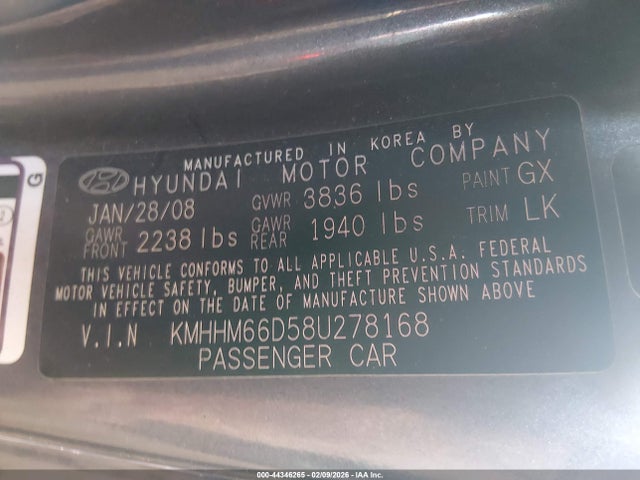 MANUFACTURED IN KOREA BY
HYUNDAI MOTOR COMPANY
JAN/28/08 GVWR 3836 lbs PAINT GX
GAWR FRONT 2238 lbs GAWR REAR 1940 lbs TRIM LK
THIS VEHICLE CONFORMS TO ALL APPLICABLE U.S.A. FEDERAL
MOTOR VEHICLE SAFETY, BUMPER, AND THEFT PREVENTION STANDARDS
IN EFFECT ON THE DATE OF MANUFACTURE SHOWN ABOVE
V.I.N KMHHM66D58U278168
PASSENGER CAR
G
000-44346265 - 02/09/2026 - IAA Inc.